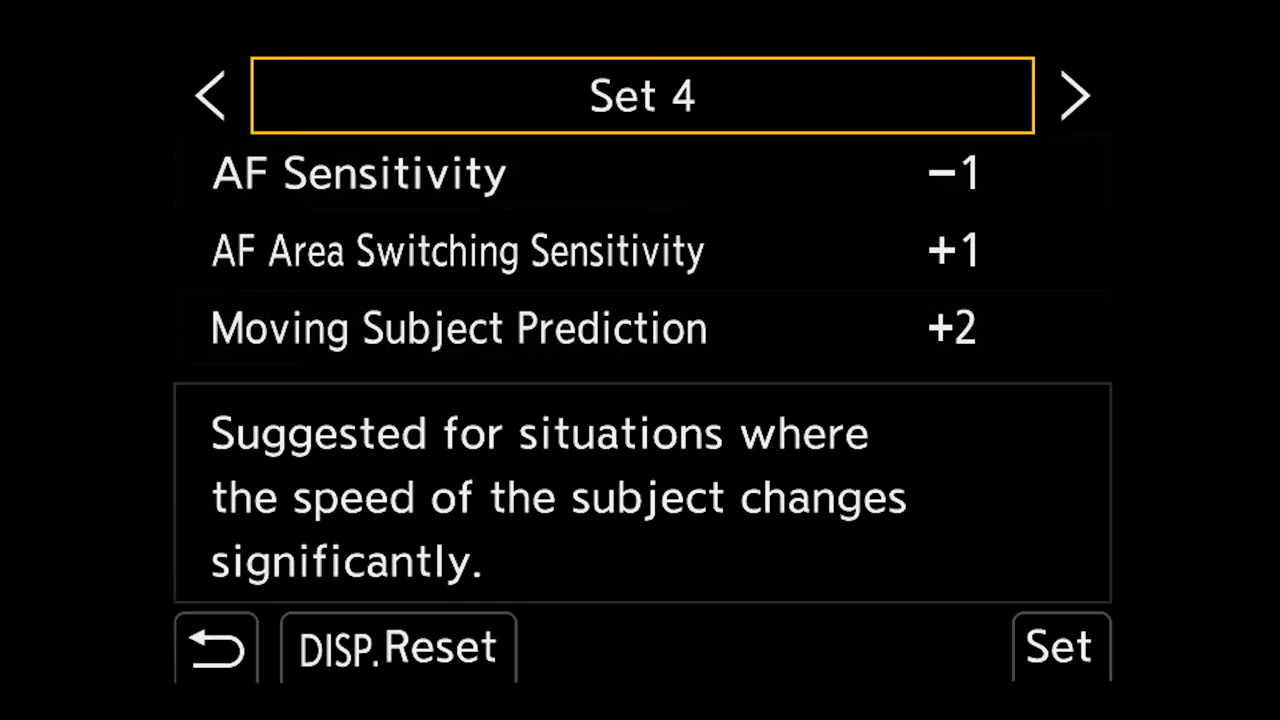 Set 4
AF Sensitivity −1
AF Area Switching Sensitivity +1
Moving Subject Prediction +2
Suggested for situations where
the speed of the subject changes
significantly.
DISP. Reset Set